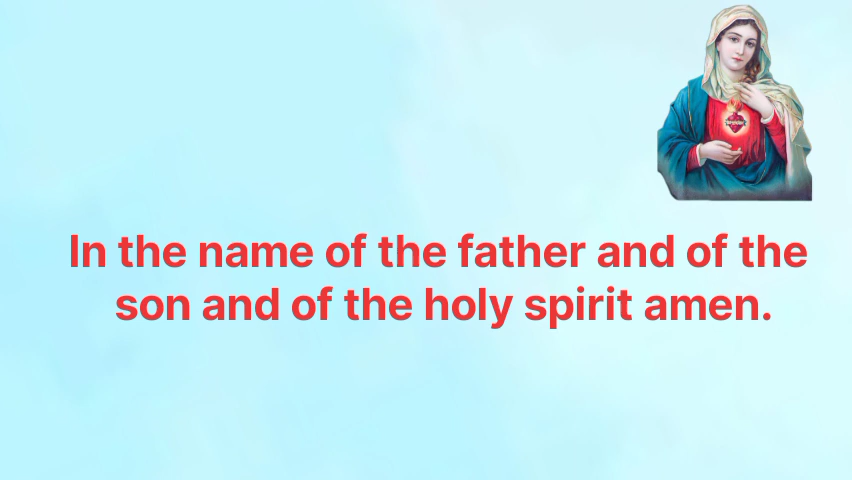 In the name of the father and of the
son and of the holy spirit amen.